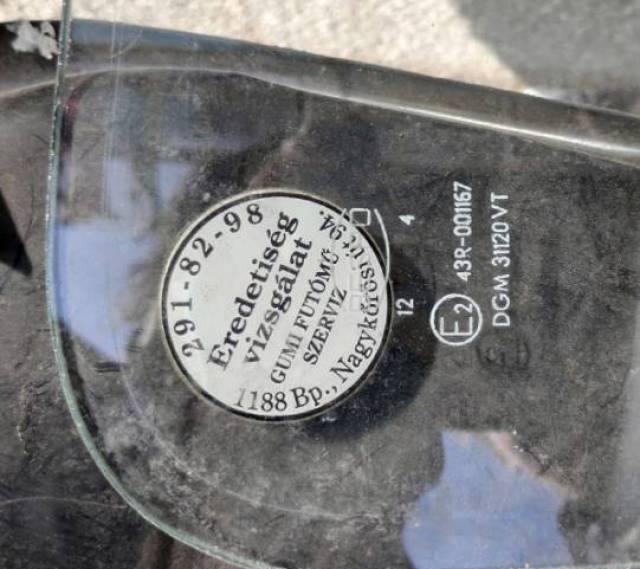 291-82-98
Eredetiség
vizsgálat
GUMI FUTÓMŰ
SZERVIZ
1188 Bp., Nagykőrösi út 94.
4
12
E2 43R-001167
DGM 31120VT